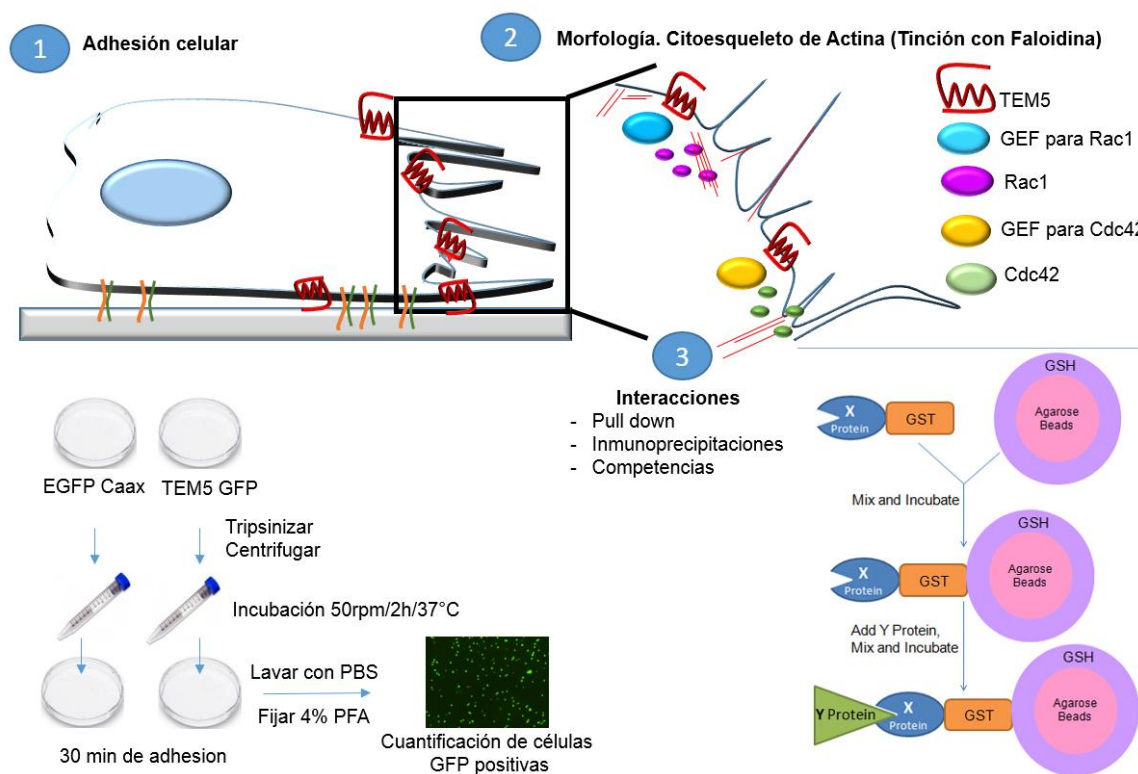 1
Adhesión celular
2
Morfología. Citoesqueleto de Actina (Tinción con Faloidina)
TEM5
GEF para Rac1
Rac1
GEF para Cdc42
Cdc42
3
Interacciones
- Pull down
- Inmunoprecipitaciones
- Competencias
EGFP Caax
TEM5 GFP
Tripsinizar
Centrifugar
Incubación 50rpm/2h/37°C
Lavar con PBS
Fijar 4% PFA
30 min de adhesion
Cuantificación de células
GFP positivas
X
Protein
GST
GSH
Agarose
Beads
Mix and Incubate
X
Protein
GST
GSH
Agarose
Beads
Add Y Protein,
Mix and Incubate
Y Protein
X
Protein
GST
GSH
Agarose
Beads